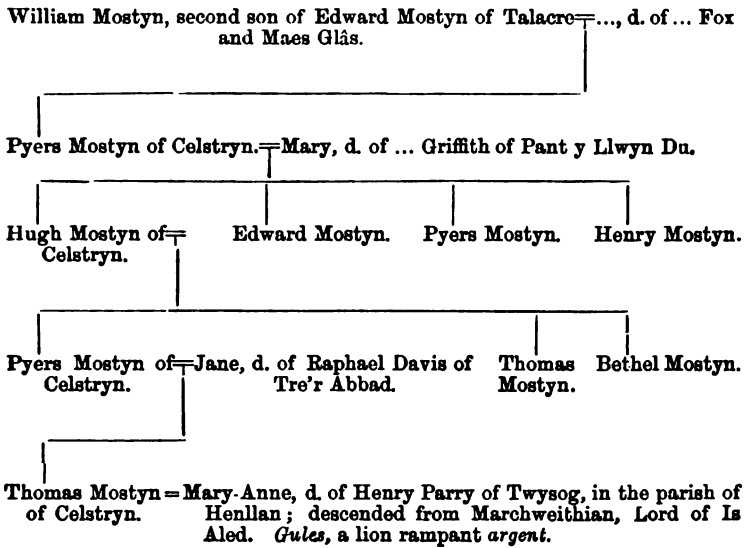 William Mostyn, second son of Edward Mostyn of Talacre=..., d. of ... Fox
and Maes Glâs.
Pyers Mostyn of Celstryn.=Mary, d. of ... Griffith of Pant y Llwyn Du.
Hugh Mostyn of= Edward Mostyn. Pyers Mostyn. Henry Mostyn.
Celstryn.
Pyers Mostyn of=Jane, d. of Raphael Davis of Thomas Bethel Mostyn.
Celstryn. Tre'r Abbad. Mostyn.
Thomas Mostyn=Mary-Anne, d. of Henry Parry of Twysog, in the parish of
of Celstryn. Henllan; descended from Marchweithian, Lord of Is
Aled. Gules, a lion rampant argent.